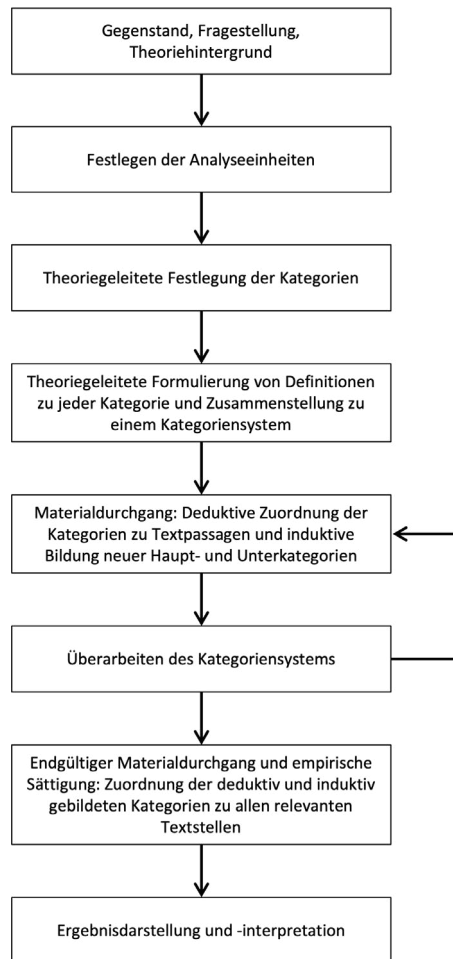 Gegenstand, Fragestellung,
Theoriehintergrund
Festlegen der Analyseeinheiten
Theoriegeleitete Festlegung der Kategorien
Theoriegeleitete Formulierung von Definitionen
zu jeder Kategorie und Zusammenstellung zu
einem Kategoriensystem
Materialdurchgang: Deduktive Zuordnung der
Kategorien zu Textpassagen und induktive
Bildung neuer Haupt- und Unterkategorien
Überarbeiten des Kategoriensystems
Endgültiger Materialdurchgang und empirische
Sättigung: Zuordnung der deduktiv und induktiv
gebildeten Kategorien zu allen relevanten
Textstellen
Ergebnisdarstellung und -interpretation